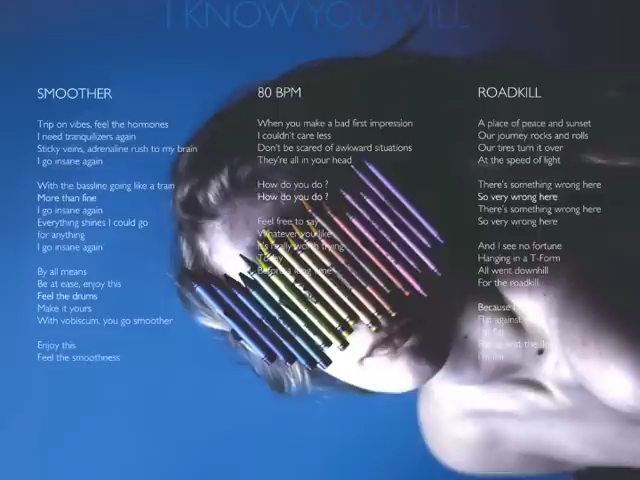 I KNOW YOU WILL
SMOOTHER
Trip on vibes, feel the hormones
I need tranquilizers again
Sticky veins, adrenaline rush to my brain
I go insane again
With the bassline going like a train
More than fine
I go insane again
Everything shines I could go
for anything
I go insane again
By all means
Be at ease, enjoy this
Feel the drums
Make it yours
With vobiscum, you go smoother
Enjoy this
Feel the smoothness
80 BPM
When you make a bad first impression
I couldn't care less
Don't be scared of awkward situations
They're all in your head
How do you do ?
How do you do ?
Feel free to say
Whatever you like
It's really worth trying
Today
Before a long time
ROADKILL
A place of peace and sunset
Our journey rocks and rolls
Our tires turn it over
At the speed of light
There's something wrong here
So very wrong here
There's something wrong here
So very wrong here
And I see no fortune
Hanging in a T-Form
All went downhill
For the roadkill
Because
against
against the